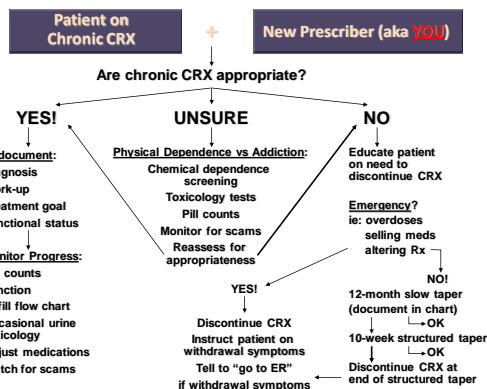 Patient on
Chronic CRX
+
New Prescriber (aka YOU)
Are chronic CRX appropriate?
YES!
UNSURE
NO
document:
gnosis
rk-up
eatment goal
nctional status
nitor Progress:
counts
nction
fill flow chart
casional urine
icology
just medications
atch for scams
Physical Dependence vs Addiction:
Chemical dependence
screening
Toxicology tests
Pill counts
Monitor for scams
Reassess for
appropriateness
Educate patient
on need to
discontinue CRX
Emergency?
ie: overdoses
selling meds
altering Rx
YES!
Discontinue CRX
Instruct patient on
withdrawal symptoms
Tell to “go to ER”
if withdrawal symptoms
NO!
12-month slow taper
(document in chart)
OK
10-week structured taper
OK
Discontinue CRX at
end of structured taper